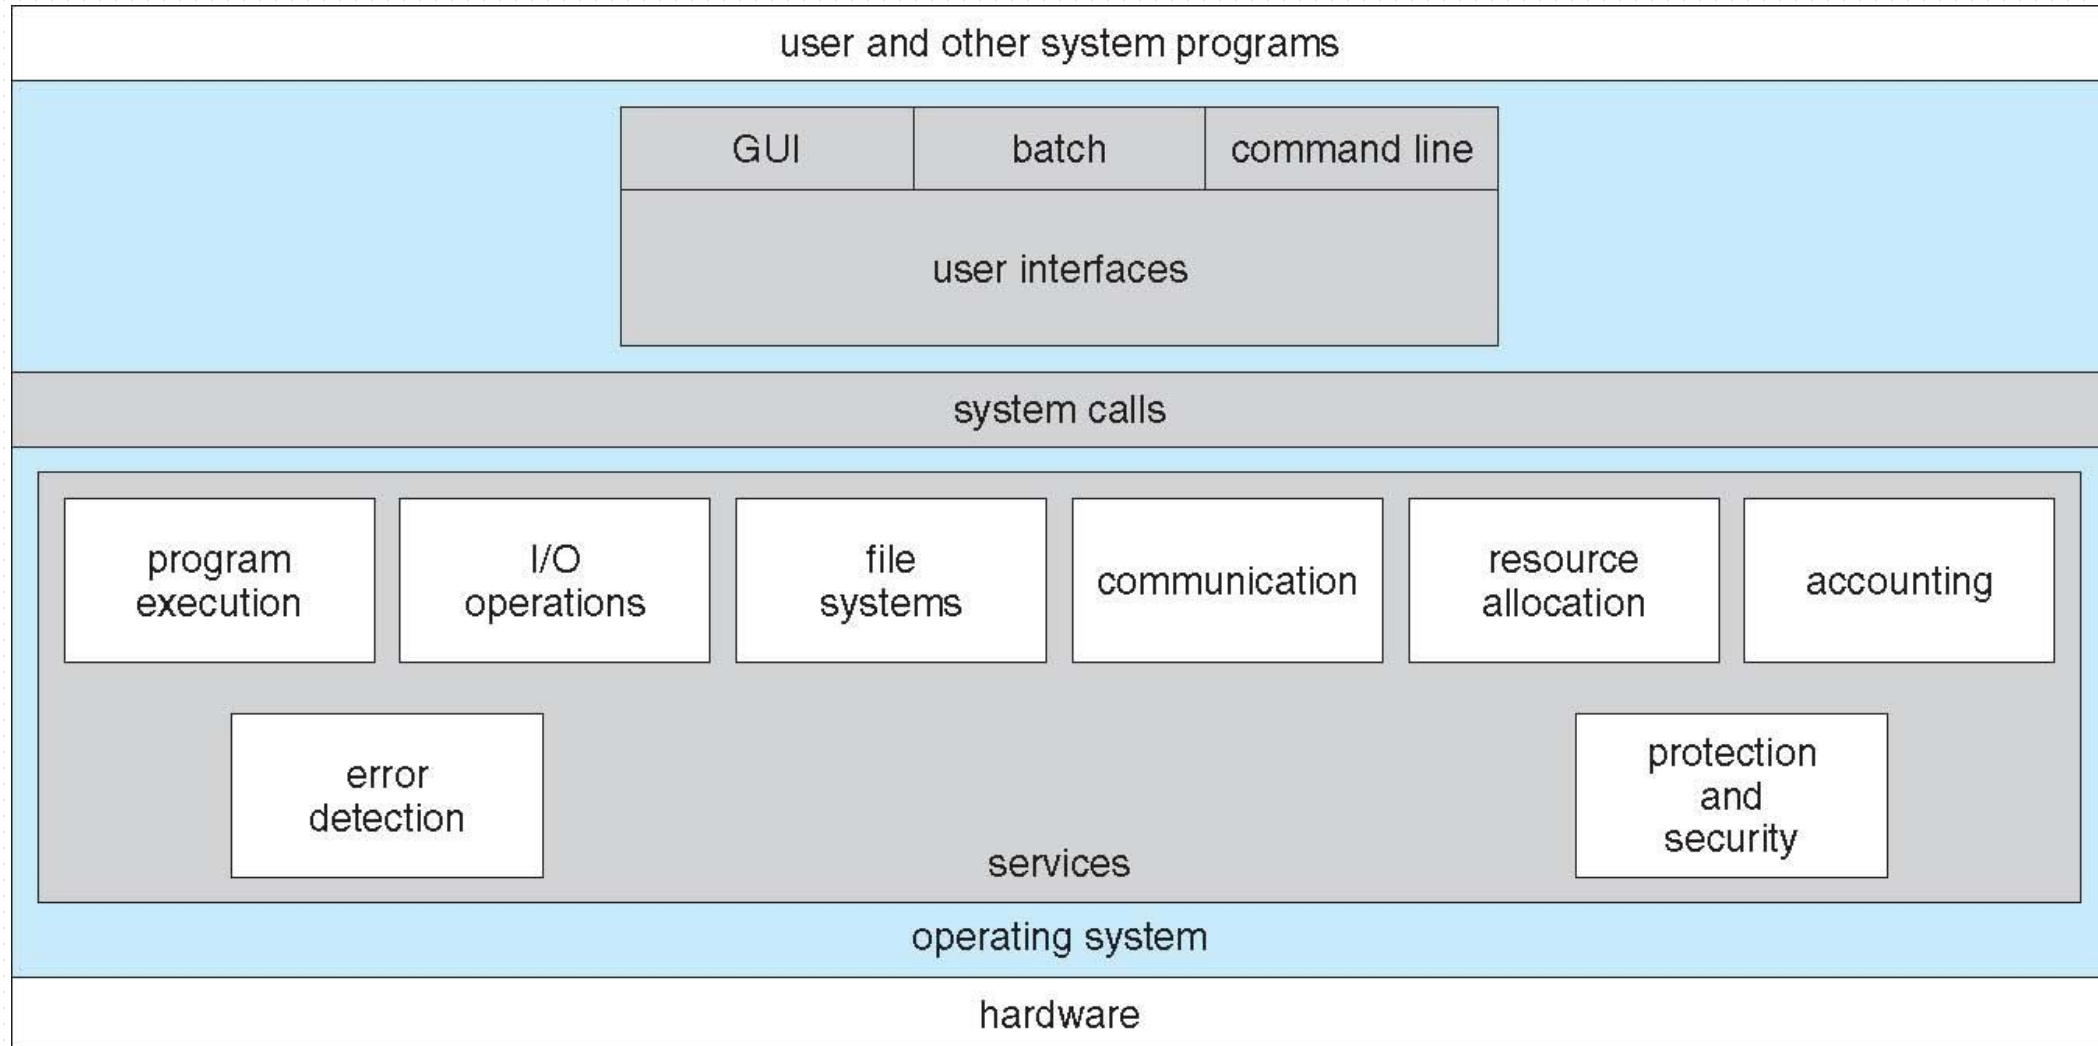 user and other system programs
GUI
batch
command line
user interfaces
system calls
program
execution
I/O
operations
file
systems
communication
resource
allocation
accounting
error
detection
protection
and
security
services
operating system
hardware